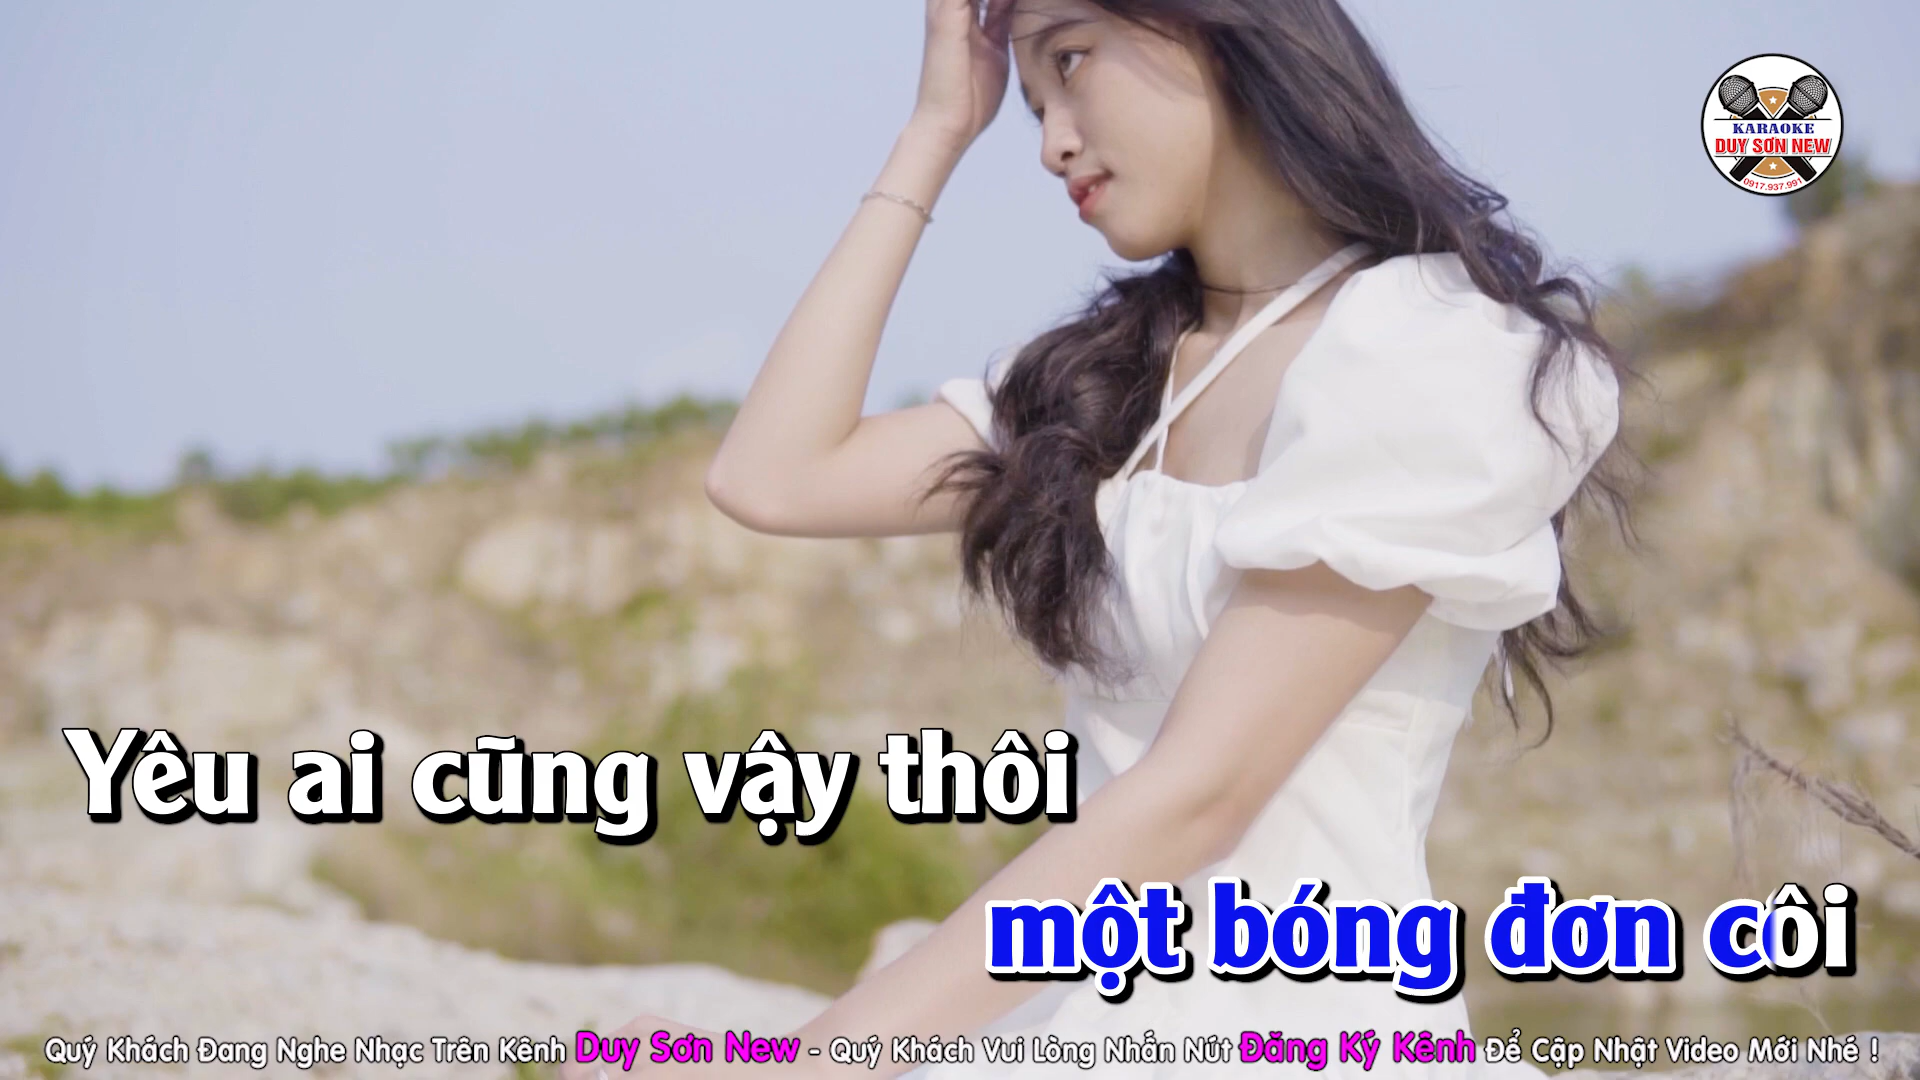 KARAOKE
DUY SƠN NEW
0917.937.991
Yêu ai cũng vậy thôi
một bóng đơn côi
Quý Khách Đang Nghe Nhạc Trên Kênh Duy Sơn New - Quý Khách Vui Lòng Nhấn Nút Đăng Ký Kênh Để Cập Nhật Video Mới Nhé !